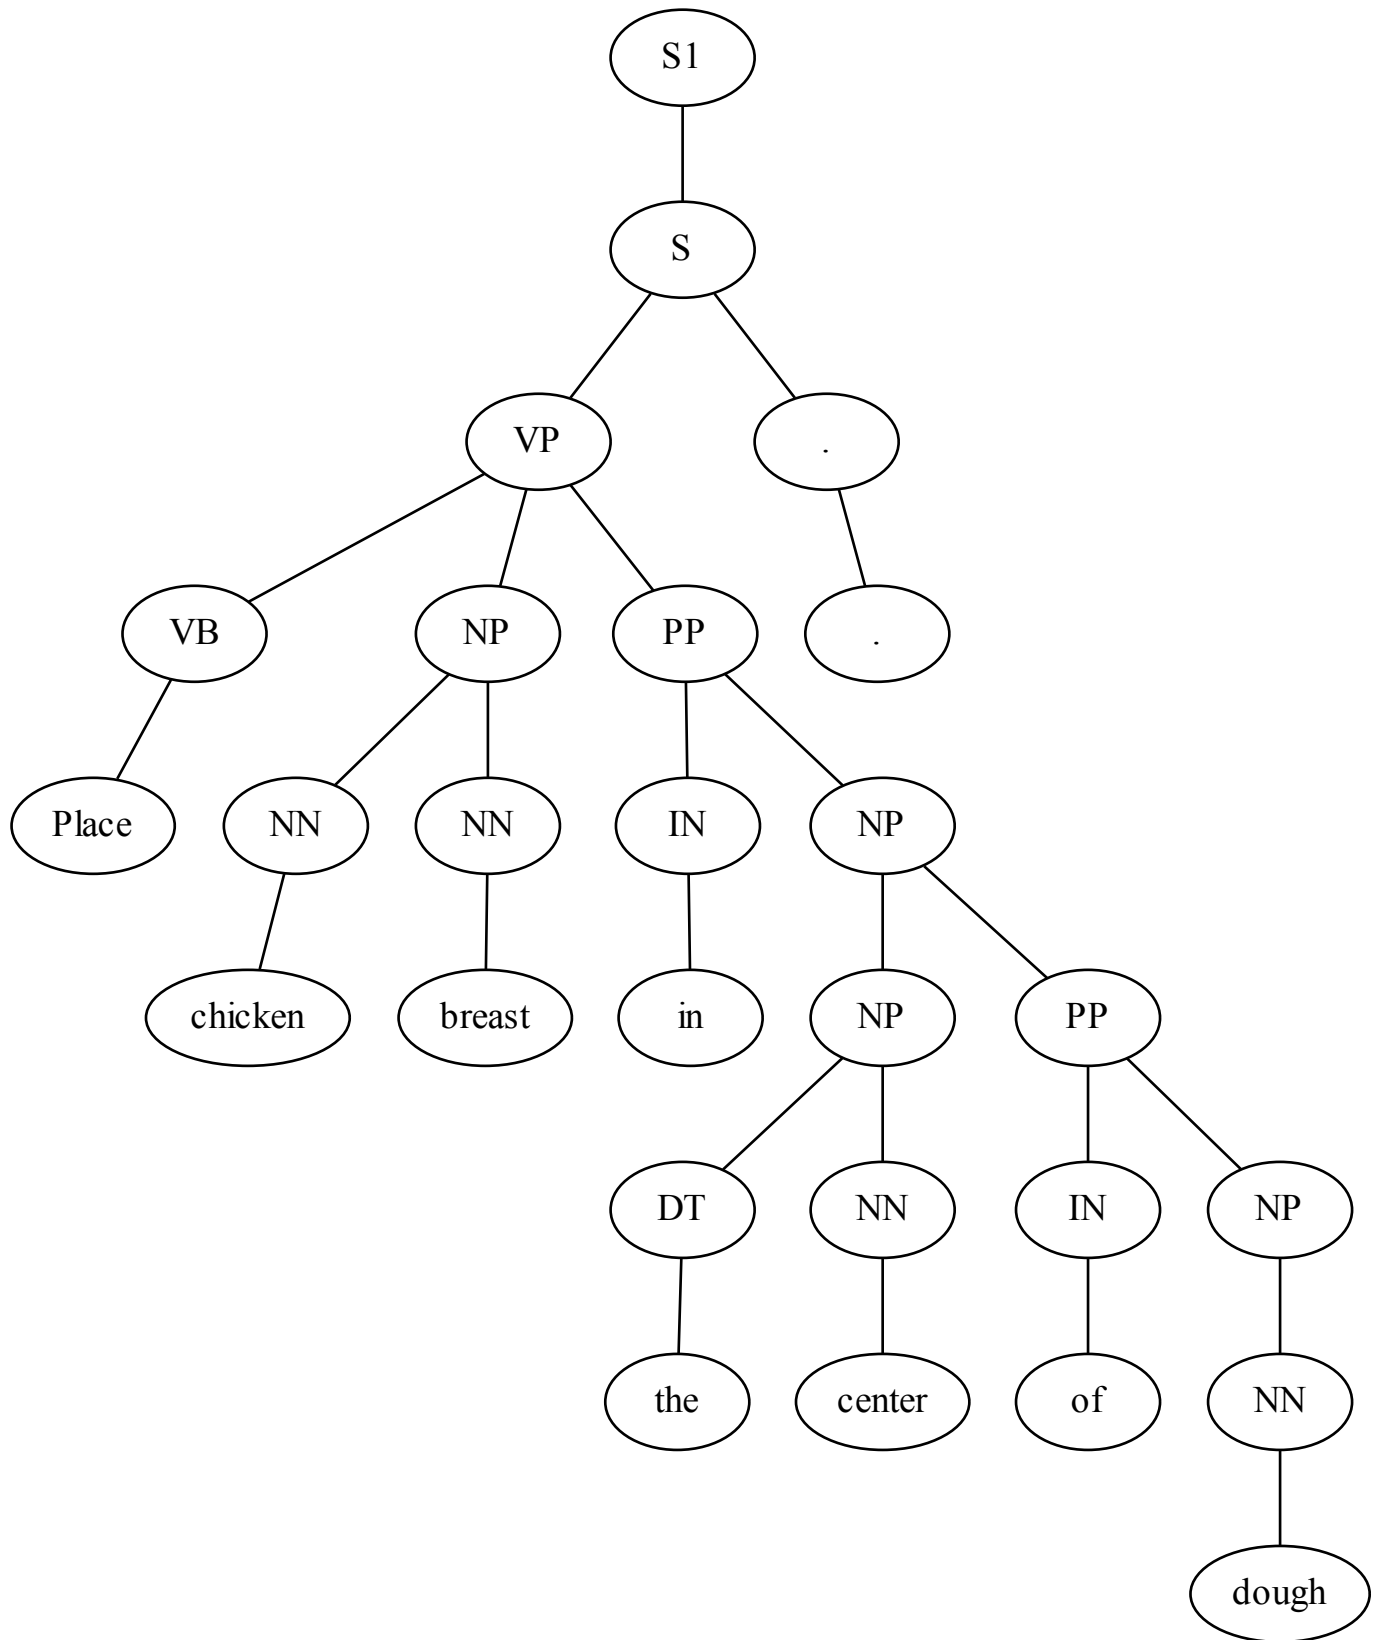 S1
S
VP .
VB NP PP .
Place NN NN IN NP
chicken breast in NP PP
DT NN IN NP
the center of NN
dough